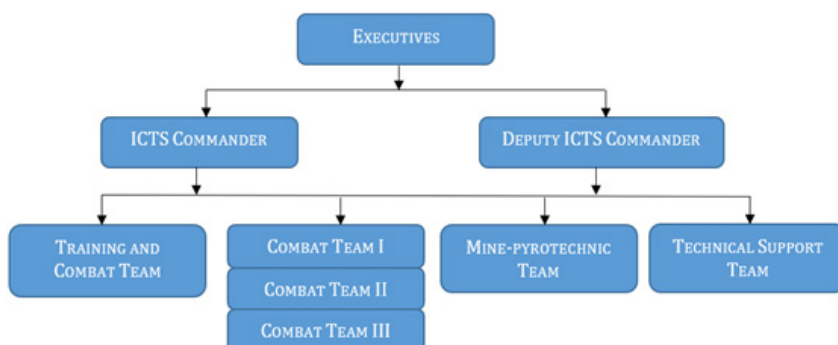 EXECUTIVES
ICTS COMMANDER
DEPUTY ICTS COMMANDER
TRAINING AND
COMBAT TEAM
COMBAT TEAM I
COMBAT TEAM II
COMBAT TEAM III
MINE-PYROTECHNIC
TEAM
TECHNICAL SUPPORT
TEAM